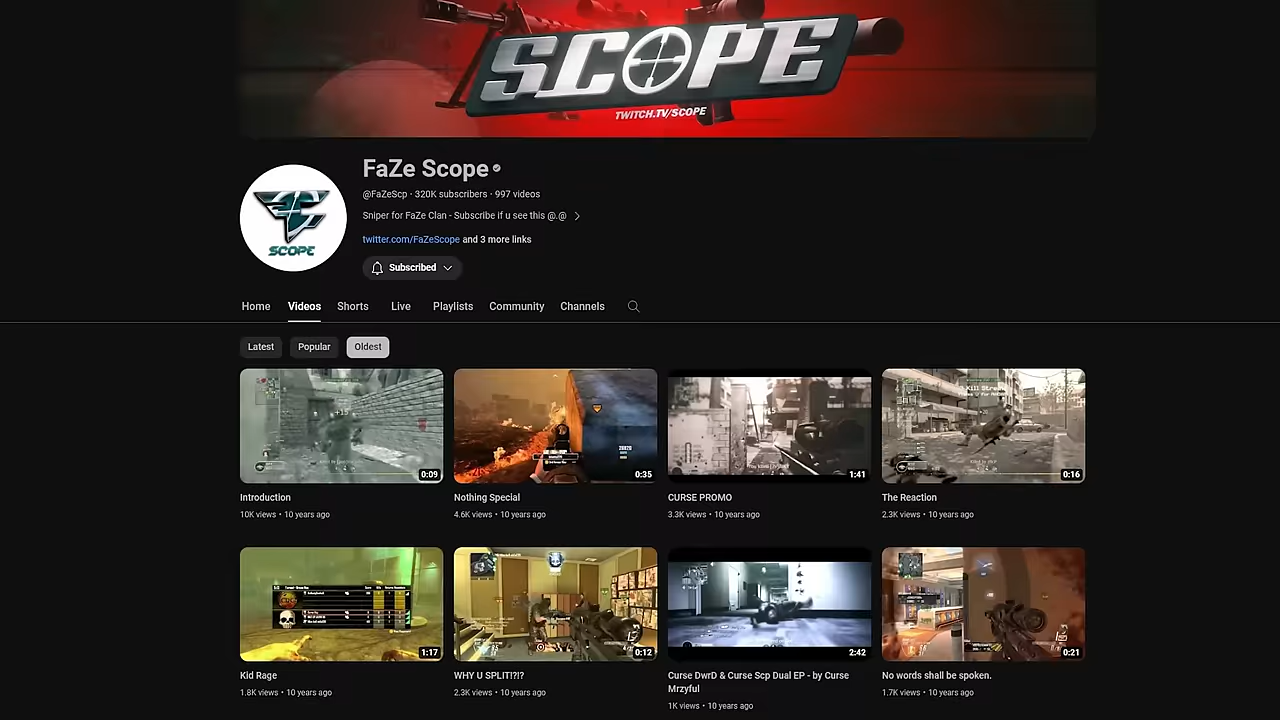 SCOPE
TWITCH.TV/SCOPE
FaZe Scope
@FaZeScp · 320K subscribers · 997 videos
Sniper for FaZe Clan - Subscribe if u see this @.@
twitter.com/FaZeScope and 3 more links
SCOPE
Subscribed
Home Videos Shorts Live Playlists Community Channels
Latest Popular Oldest
+15
0:09
0:35
1:41
0:16
Introduction
10K views • 10 years ago
Nothing Special
4.6K views • 10 years ago
CURSE PROMO
3.3K views • 10 years ago
The Reaction
2.3K views • 10 years ago
1:17
0:12
2:42
0:21
Kid Rage
1.8K views • 10 years ago
WHY U SPLIT!?!?
2.3K views • 10 years ago
Curse DwrD & Curse Scp Dual EP - by Curse
Mrzyful
1K views • 10 years ago
No words shall be spoken.
1.7K views • 10 years ago